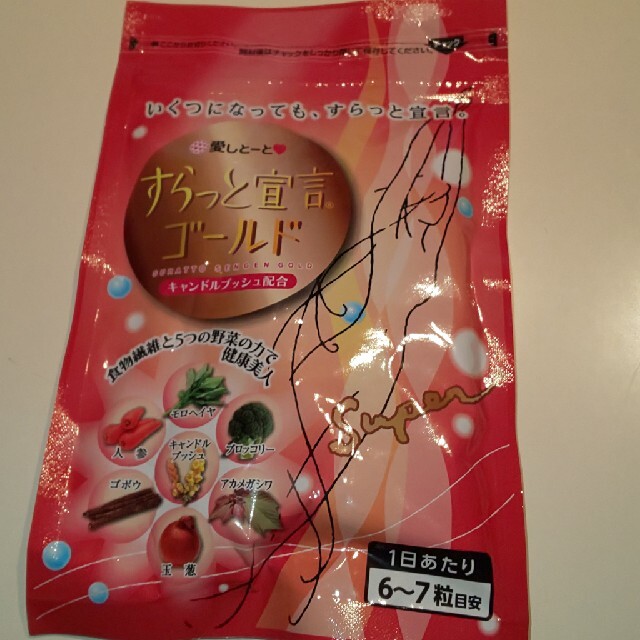 いくつになっても、すらっと宣言。
愛しとーと
すらっと宣言®
ゴールド
SURATTO SENGEN GOLD
キャンドルブッシュ配合
食物繊維と5つの野菜の力で
健康美人
モロヘイヤ
人参
ブロッコリー
キャンドル
ブッシュ
ゴボウ
アカメガシワ
玉葱
Super
1日あたり
6〜7粒目安